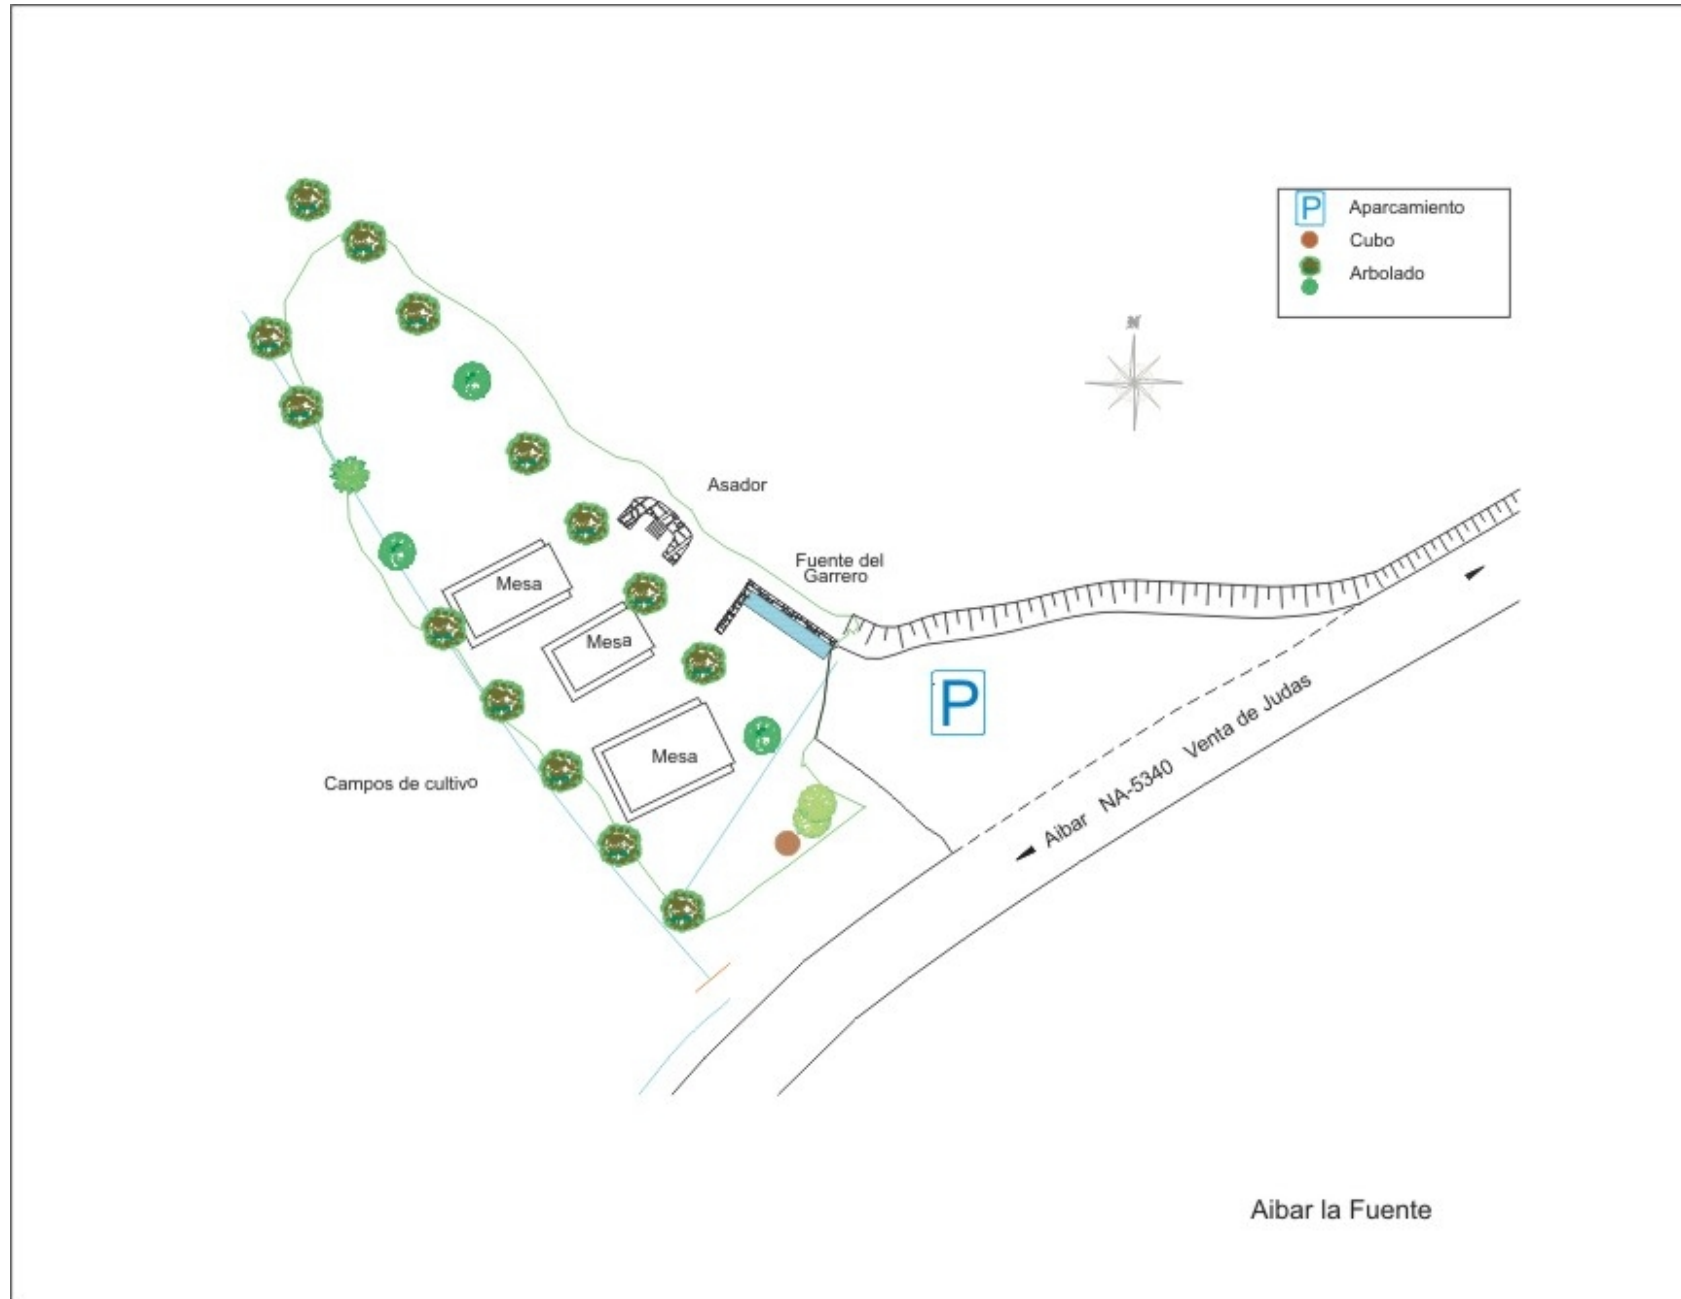 P Aparcamiento
Cubo
Arbolado
N
Asador
Fuente del
Garrero
Mesa
Mesa
Mesa
P
Campos de cultivo
Aibar NA-5340 Venta de Judas
Aibar la Fuente